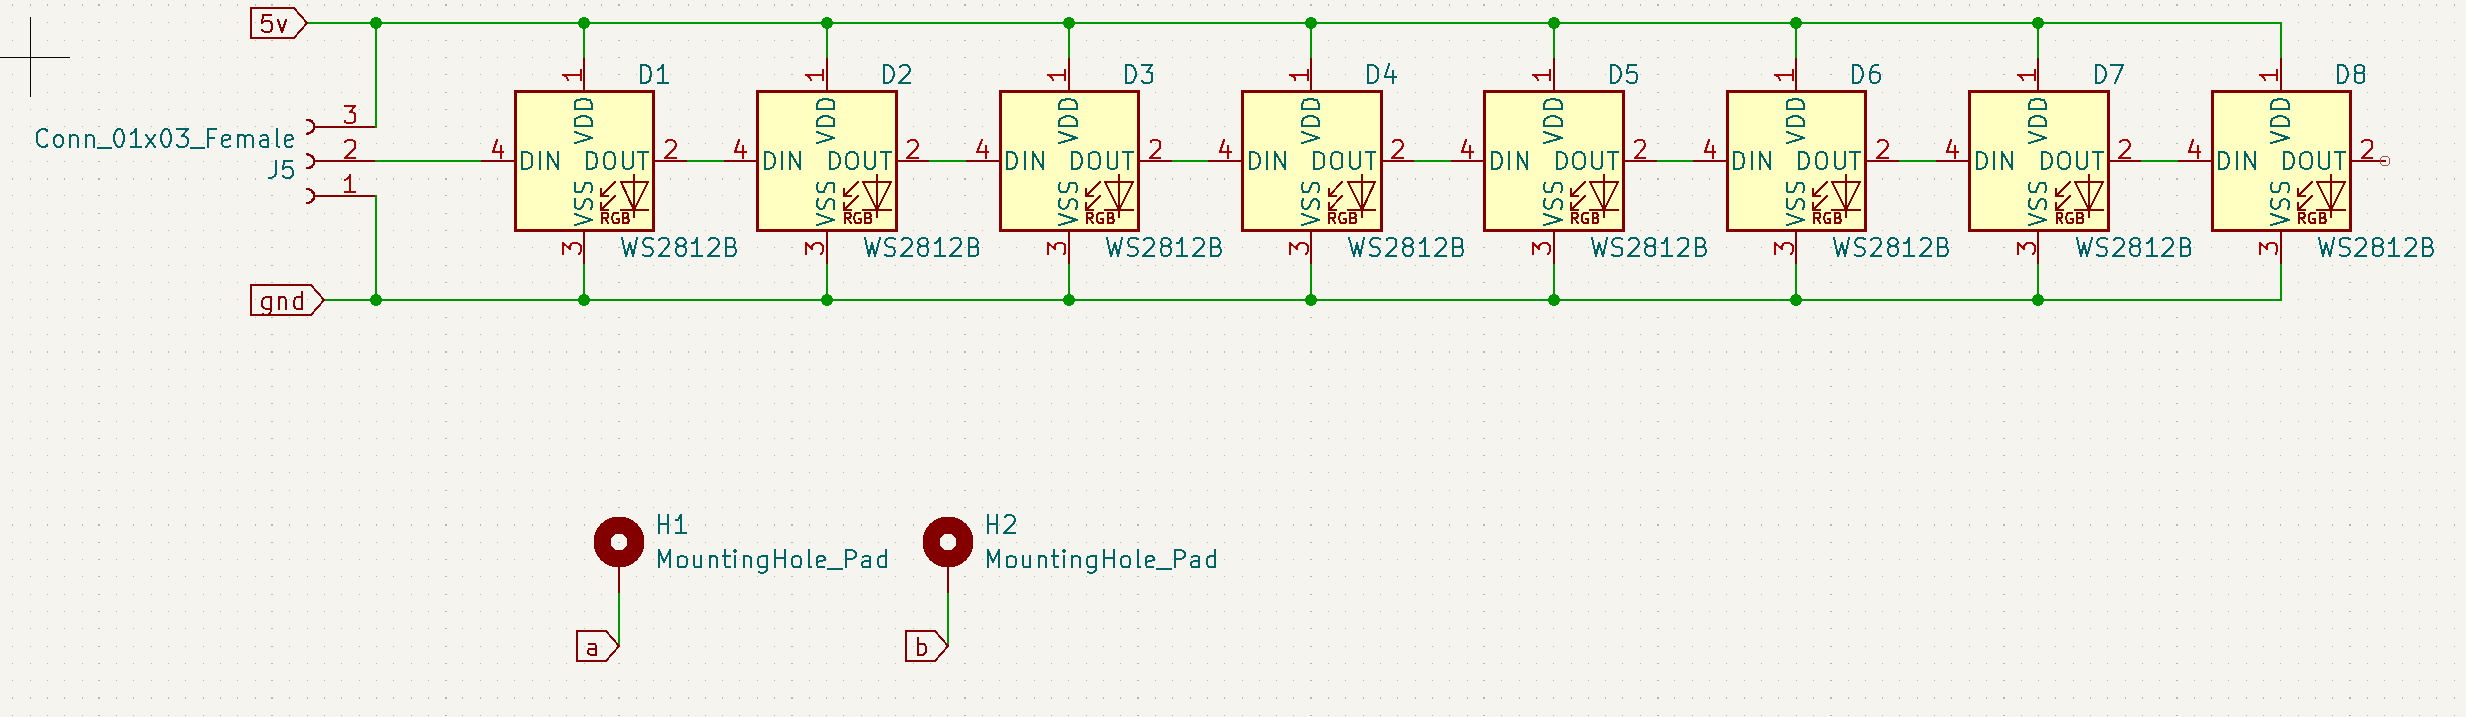 5v
D1 D2 D3 D4 D5 D6 D7 D8
1 1 1 1 1 1 1 1
VDD VDD VDD VDD VDD VDD VDD VDD
3
Conn_01x03_Female
2 4 DIN DOUT 2 4 DIN DOUT 2 4 DIN DOUT 2 4 DIN DOUT 2 4 DIN DOUT 2 4 DIN DOUT 2 4 DIN DOUT 2 4 DIN DOUT 2
J5
1
VSS VSS VSS VSS VSS VSS VSS VSS
RGB RGB RGB RGB RGB RGB RGB RGB
3 WS2812B 3 WS2812B 3 WS2812B 3 WS2812B 3 WS2812B 3 WS2812B 3 WS2812B 3 WS2812B
gnd
H1 H2
MountingHole_Pad MountingHole_Pad
a b